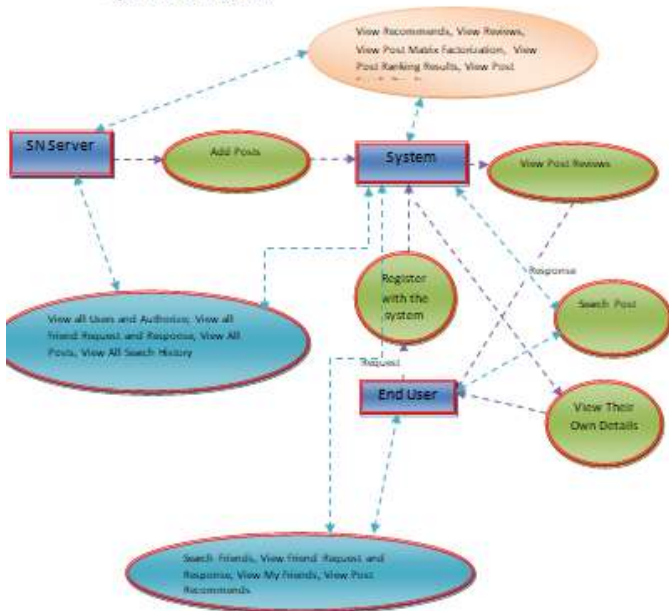 View Recommends, View Reviews,
View Post Matrix Factorization, View
Post Ranking Results, View Post
SN Server
Add Posts
System
View Post Reviews
Response
Register
with the
system
Search Post
View all Users and Authorize, View all
Friend Request and Response, View All
Posts, View All Search History
Request
End User
View Their
Own Details
Search Friends, View Friend Request and
Response, View My Friends, View Post
Recommends